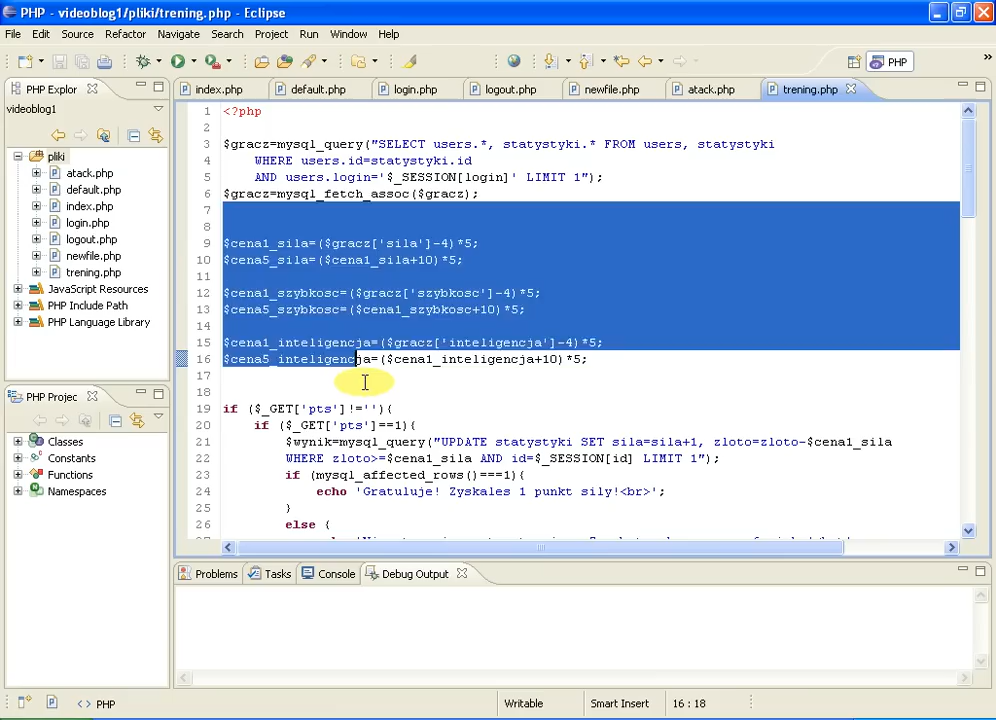 PHP - videoblog1/pliki/trening.php - Eclipse
File Edit Source Refactor Navigate Search Project Run Window Help
PHP
»
PHP Explor
videoblog1
pliki
atack.php
default.php
index.php
login.php
logout.php
newfile.php
trening.php
JavaScript Resources
PHP Include Path
PHP Language Library
PHP Projec
Classes
Constants
Functions
Namespaces
index.php default.php login.php logout.php newfile.php atack.php trening.php
1 <?php
2
3 $gracz=mysql_query("SELECT users.*, statystyki.* FROM users, statystyki
4 WHERE users.id=statystyki.id
5 AND users.login='$_SESSION[login]' LIMIT 1");
6 $gracz=mysql_fetch_assoc($gracz);
7
8
9 $cena1_sila=($gracz['sila']-4)*5;
10 $cena5_sila=($cena1_sila+10)*5;
11
12 $cena1_szybkosc=($gracz['szybkosc']-4)*5;
13 $cena5_szybkosc=($cena1_szybkosc+10)*5;
14
15 $cena1_inteligencja=($gracz['inteligencja']-4)*5;
16 $cena5_inteligencja=($cena1_inteligencja+10)*5;
17
18
19 if ($_GET['pts']!=''){
20 if ($_GET['pts']==1){
21 $wynik=mysql_query("UPDATE statystyki SET sila=sila+1, zloto=zloto-$cena1_sila
22 WHERE zloto>=$cena1_sila AND id=$_SESSION[id] LIMIT 1");
23 if (mysql_affected_rows()===1){
24 echo 'Gratuluje! Zyskales 1 punkt sily!<br>';
25 }
26 else {
Problems Tasks Console Debug Output
PHP
Writable
Smart Insert
16 : 18